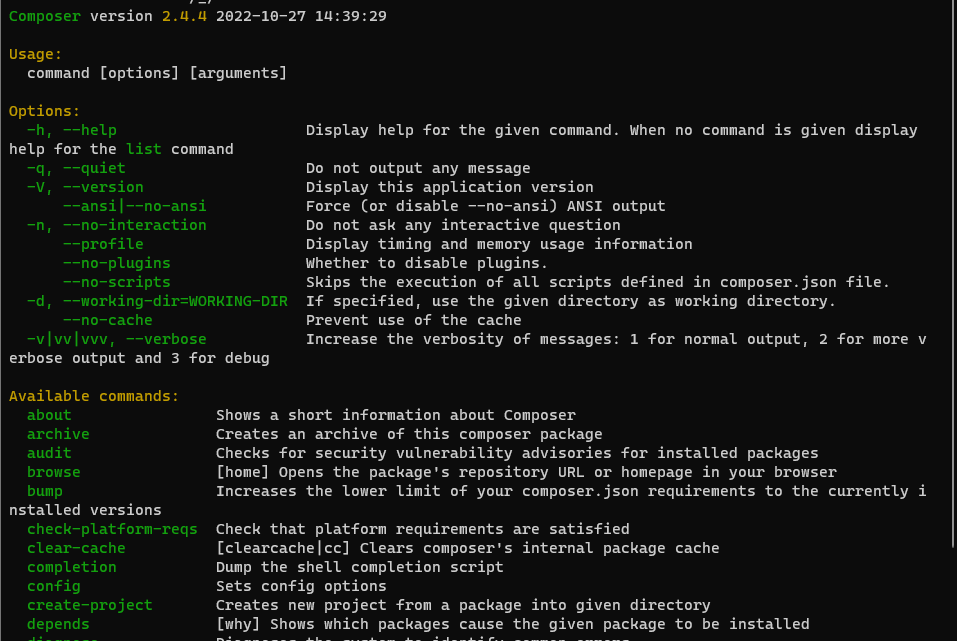 Composer version 2.4.4 2022-10-27 14:39:29
Usage:
command [options] [arguments]
Options:
-h, --help Display help for the given command. When no command is given display
help for the list command
-q, --quiet Do not output any message
-V, --version Display this application version
--ansi|--no-ansi Force (or disable --no-ansi) ANSI output
-n, --no-interaction Do not ask any interactive question
--profile Display timing and memory usage information
--no-plugins Whether to disable plugins.
--no-scripts Skips the execution of all scripts defined in composer.json file.
-d, --working-dir=WORKING-DIR If specified, use the given directory as working directory.
--no-cache Prevent use of the cache
-v|vv|vvv, --verbose Increase the verbosity of messages: 1 for normal output, 2 for more v
erbose output and 3 for debug
Available commands:
about Shows a short information about Composer
archive Creates an archive of this composer package
audit Checks for security vulnerability advisories for installed packages
browse [home] Opens the package's repository URL or homepage in your browser
bump Increases the lower limit of your composer.json requirements to the currently i
nstalled versions
check-platform-reqs Check that platform requirements are satisfied
clear-cache [clearcache|cc] Clears composer's internal package cache
completion Dump the shell completion script
config Sets config options
create-project Creates new project from a package into given directory
depends [why] Shows which packages cause the given package to be installed
diagnose Diagnoses the system to identify common errors.